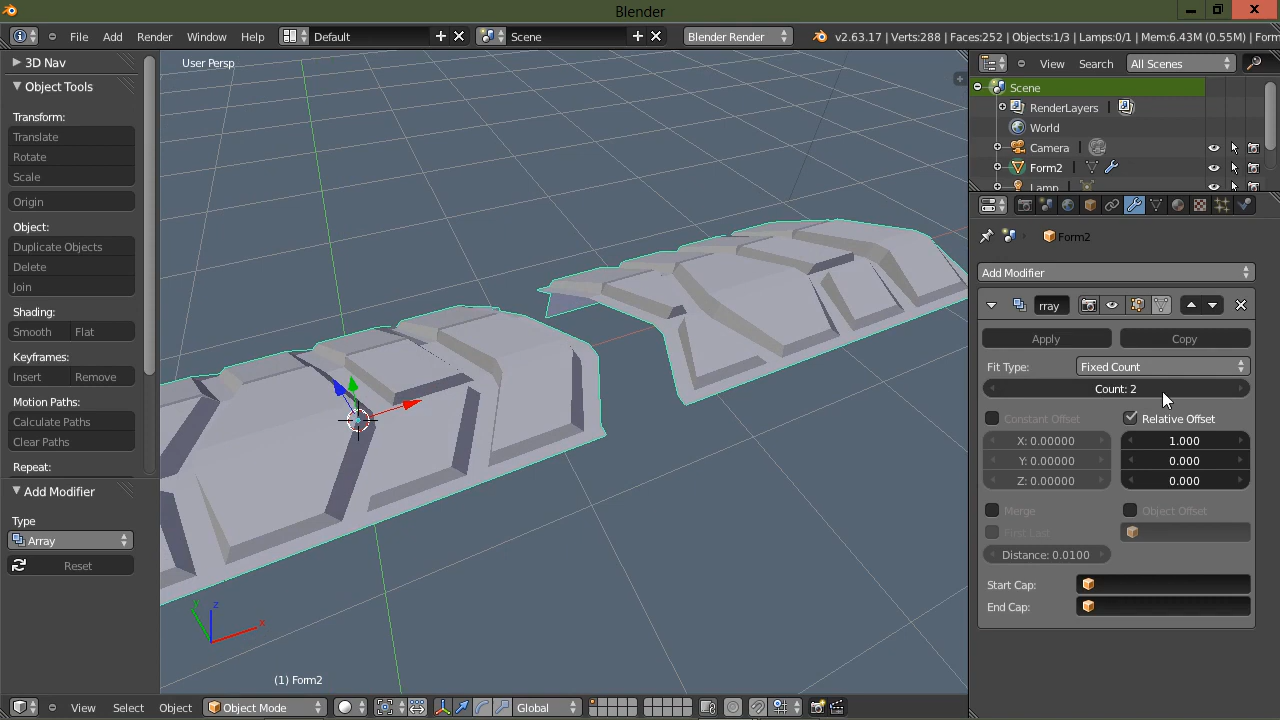 Blender
File Add Render Window Help Default Scene Blender Render v2.63.17 | Verts:288 | Faces:252 | Objects:1/3 | Lamps:0/1 | Mem:6.43M (0.55M) | Form
3D Nav
Object Tools
Transform:
Translate
Rotate
Scale
Origin
Object:
Duplicate Objects
Delete
Join
Shading:
Smooth Flat
Keyframes:
Insert Remove
Motion Paths:
Calculate Paths
Clear Paths
Repeat:
Add Modifier
Type
Array
Reset
User Persp
y z x
(1) Form2
View Select Object Object Mode Global
View Search All Scenes
Scene
RenderLayers
World
Camera
Form2
Lamp
Form2
Add Modifier
rray
Apply Copy
Fit Type: Fixed Count
Count: 2
Constant Offset Relative Offset
X: 0.00000 1.000
Y: 0.00000 0.000
Z: 0.00000 0.000
Merge Object Offset
First Last
Distance: 0.0100
Start Cap:
End Cap: